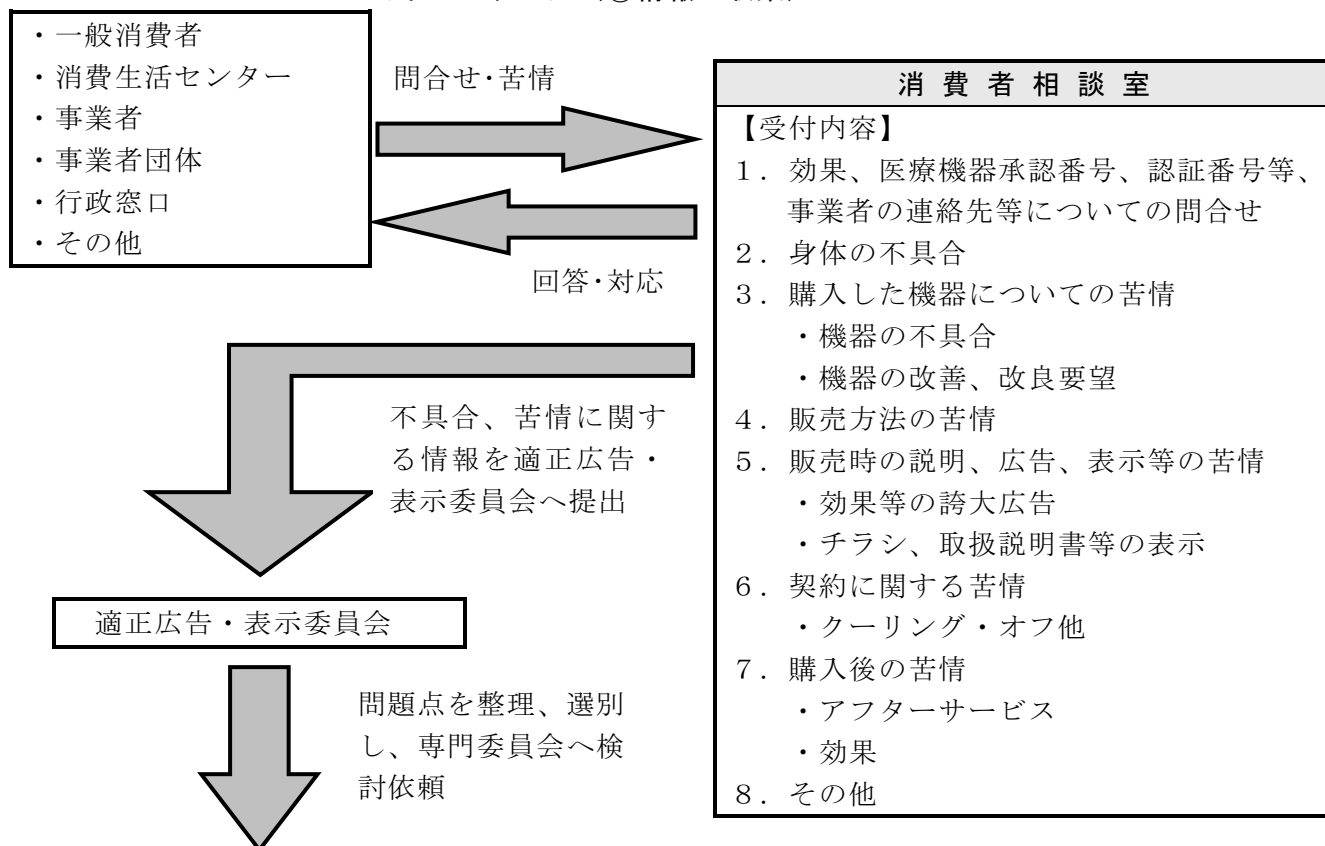 ・一般消費者
・消費生活センター
・事業者
・事業者団体
・行政窓口
・その他
問合せ・苦情
回答・対応
消費者相談室
【受付内容】
1．効果、医療機器承認番号、認証番号等、
事業者の連絡先等についての問合せ
2．身体の不具合
3．購入した機器についての苦情
・機器の不具合
・機器の改善、改良要望
4．販売方法の苦情
5．販売時の説明、広告、表示等の苦情
・効果等の誇大広告
・チラシ、取扱説明書等の表示
6．契約に関する苦情
・クーリング・オフ他
7．購入後の苦情
・アフターサービス
・効果
8．その他
不具合、苦情に関す
る情報を適正広告・
表示委員会へ提出
適正広告・表示委員会
問題点を整理、選別
し、専門委員会へ検
討依頼